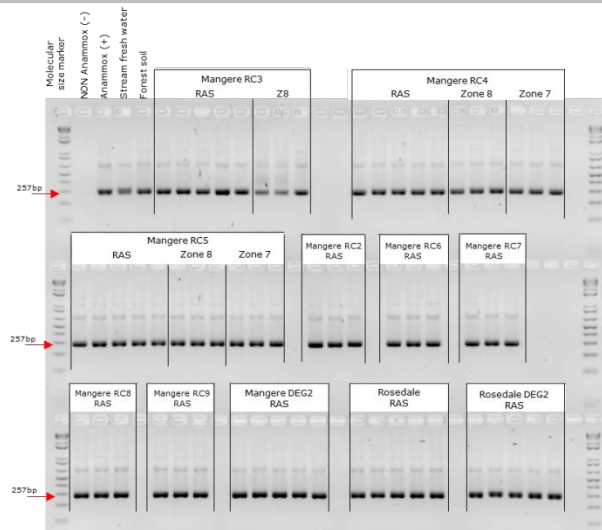 Molecular
size marker
NON Anammox (-)
Anammox (+)
Stream fresh water
Forest soil
Mangere RC3
RAS
Z8
Mangere RC4
RAS
Zone 8
Zone 7
257bp
Mangere RC5
RAS
Zone 8
Zone 7
Mangere RC2
RAS
Mangere RC6
RAS
Mangere RC7
RAS
257bp
Mangere RC8
RAS
Mangere RC9
RAS
Mangere DEG2
RAS
Rosedale
RAS
Rosedale DEG2
RAS
257bp